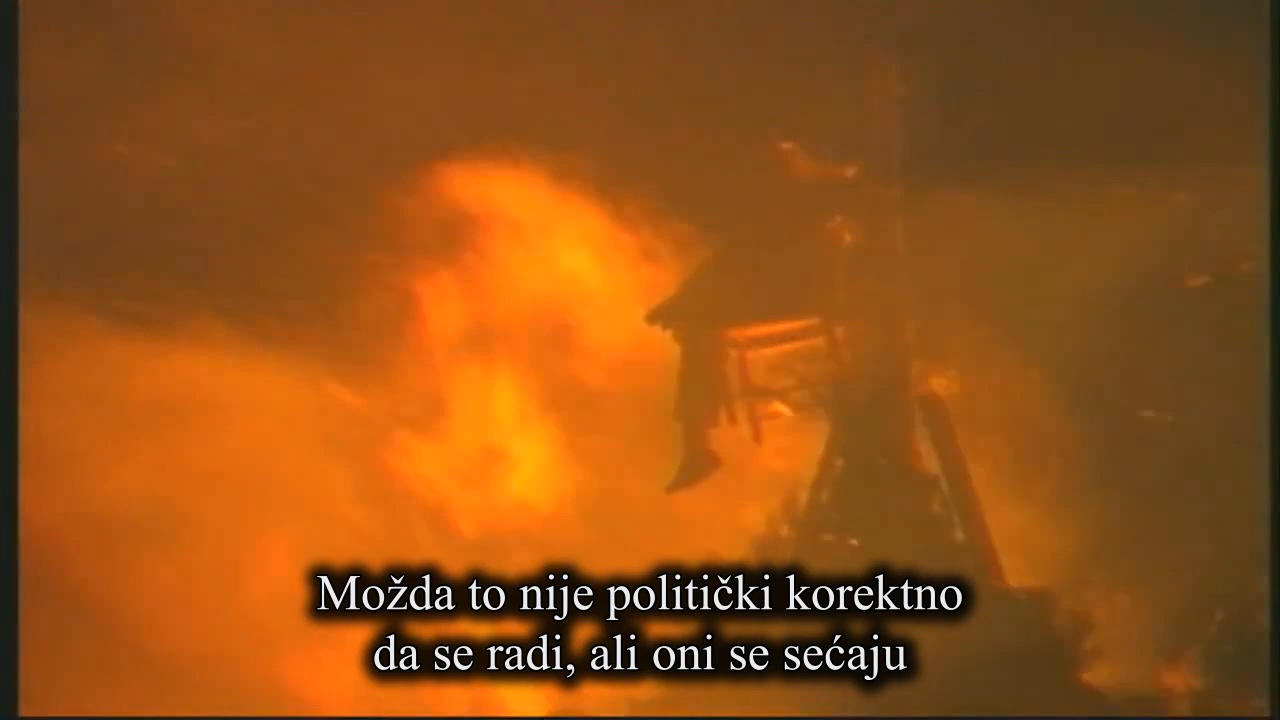 Možda to nije politički korektno
da se radi, ali oni se sećaju